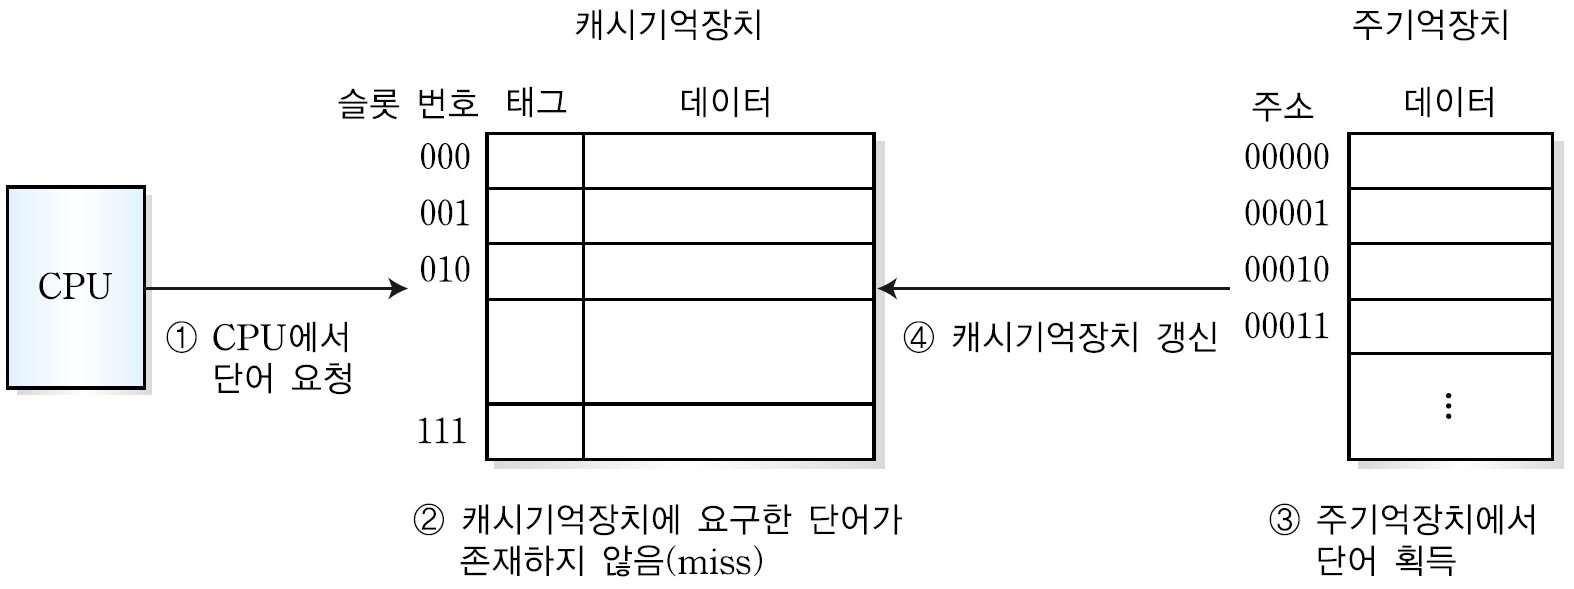 캐시기억장치
주기억장치
슬롯 번호 태그 데이터
주소 데이터
000
001
010
111
00000
00001
00010
00011
⋮
CPU
① CPU에서
단어 요청
④ 캐시기억장치 갱신
② 캐시기억장치에 요구한 단어가
존재하지 않음(miss)
③ 주기억장치에서
단어 획득